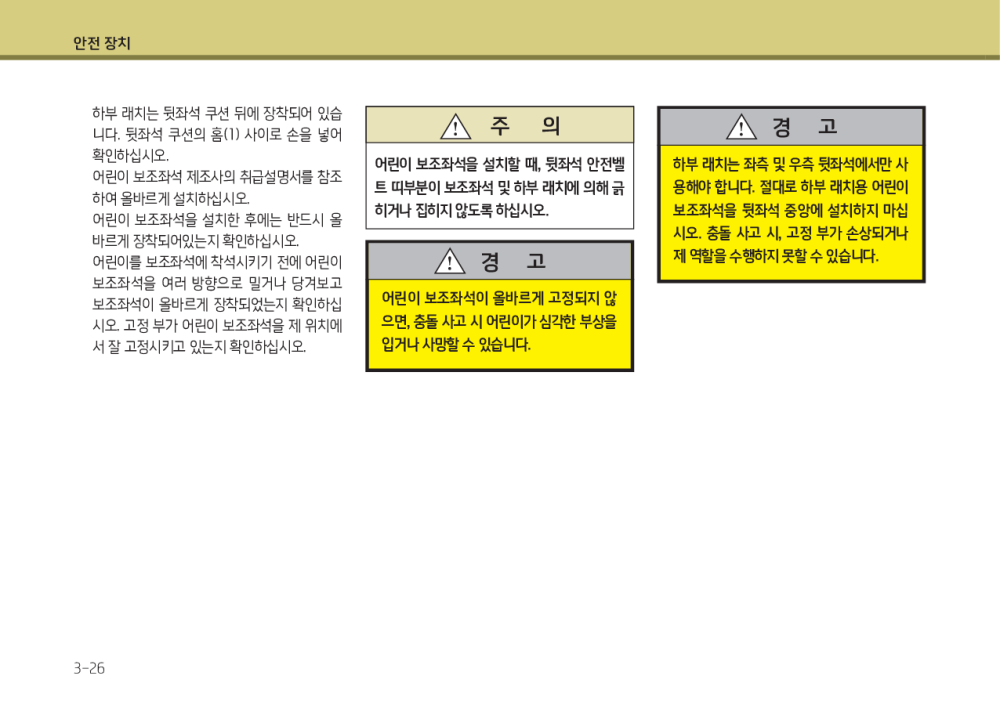 안전 장치
하부 래치는 뒷좌석 쿠션 뒤에 장착되어 있습
니다. 뒷좌석 쿠션의 홈(1) 사이로 손을 넣어
확인하십시오.
어린이 보조좌석 제조사의 취급설명서를 참조
하여 올바르게 설치하십시오.
어린이 보조좌석을 설치한 후에는 반드시 올
바르게 장착되어있는지 확인하십시오.
어린이를 보조좌석에 착석시키기 전에 어린이
보조좌석을 여러 방향으로 밀거나 당겨보고
보조좌석이 올바르게 장착되었는지 확인하십
시오. 고정 부가 어린이 보조좌석을 제 위치에
서 잘 고정시키고 있는지 확인하십시오.
주 의
어린이 보조좌석을 설치할 때, 뒷좌석 안전벨
트 띠부분이 보조좌석 및 하부 래치에 의해 긁
히거나 집히지 않도록 하십시오.
경 고
어린이 보조좌석이 올바르게 고정되지 않
으면, 충돌 사고 시 어린이가 심각한 부상을
입거나 사망할 수 있습니다.
경 고
하부 래치는 좌측 및 우측 뒷좌석에서만 사
용해야 합니다. 절대로 하부 래치용 어린이
보조좌석을 뒷좌석 중앙에 설치하지 마십
시오. 충돌 사고 시, 고정 부가 손상되거나
제 역할을 수행하지 못할 수 있습니다.
3-26